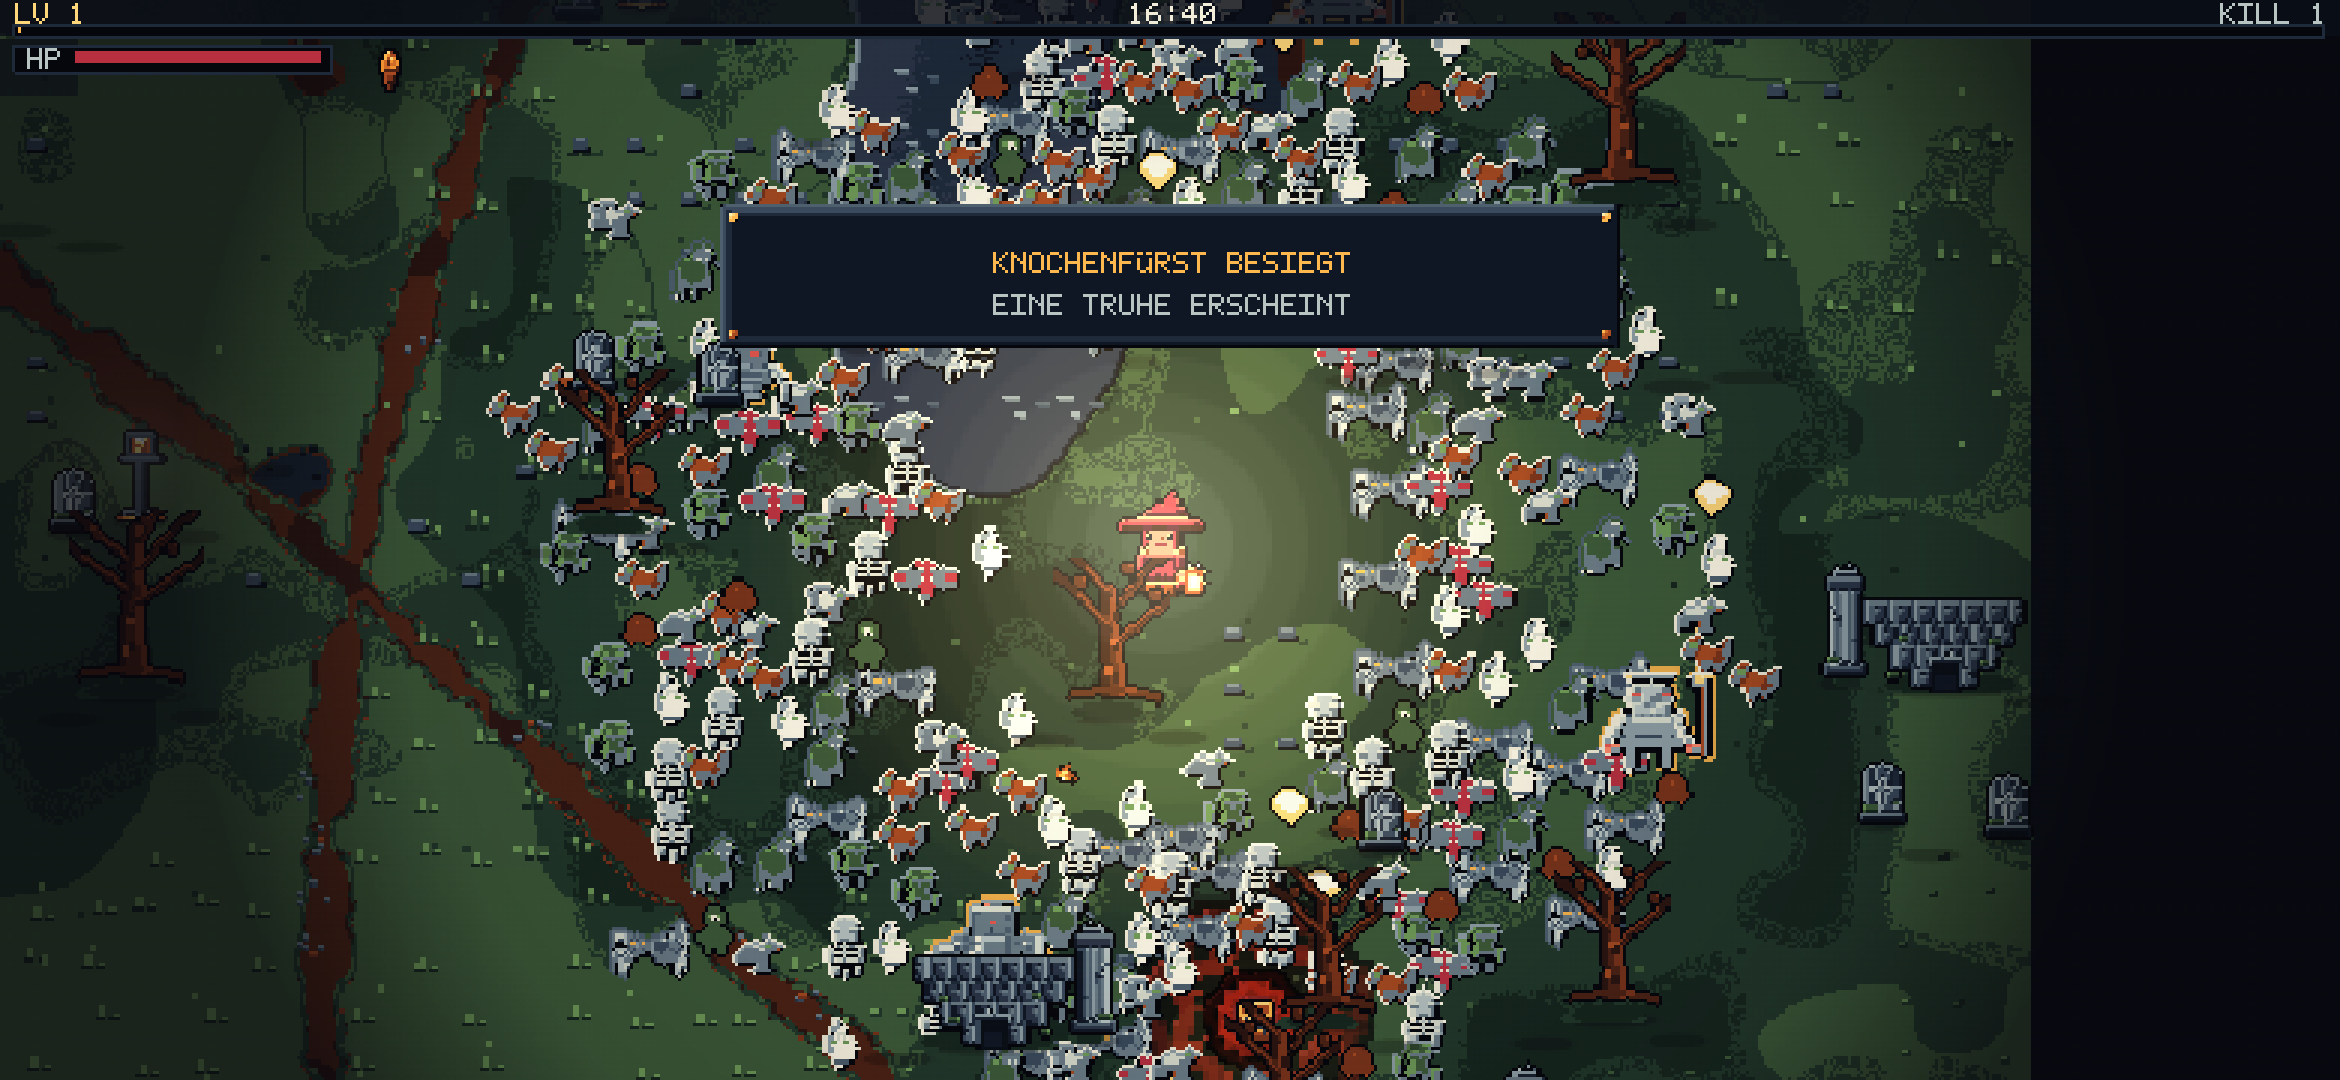 LV 1
16:40
KILL 1
HP
KNOCHENFüRST BESIEGT
EINE TRUHE ERSCHEINT